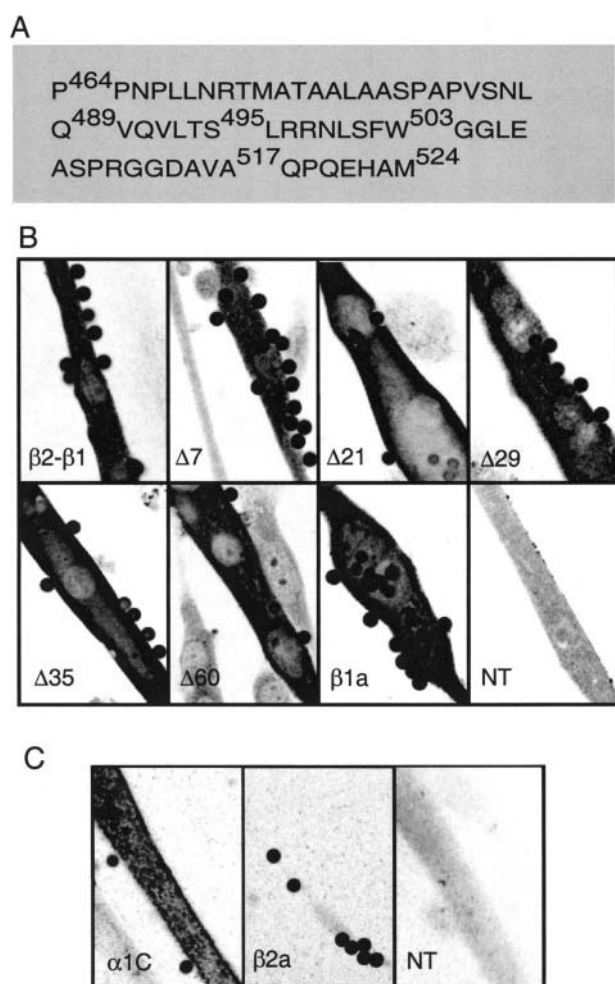 A
P464PNPLLNRTMATAALAASPAPVSNL
Q489VQVLTS495LRRNLSFW503GGLE
ASPRGGDAVA517QPQEHAM524
B
β2-β1 Δ7 Δ21 Δ29
Δ35 Δ60 β1a NT
C
α1C β2a NT